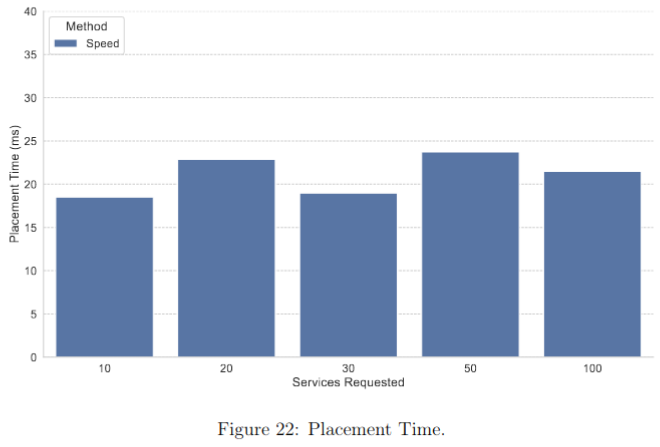 40
35
30
25
20
15
10
5
0
Placement Time (ms)
Method
Speed
10 20 30 50 100
Services Requested
Figure 22: Placement Time.